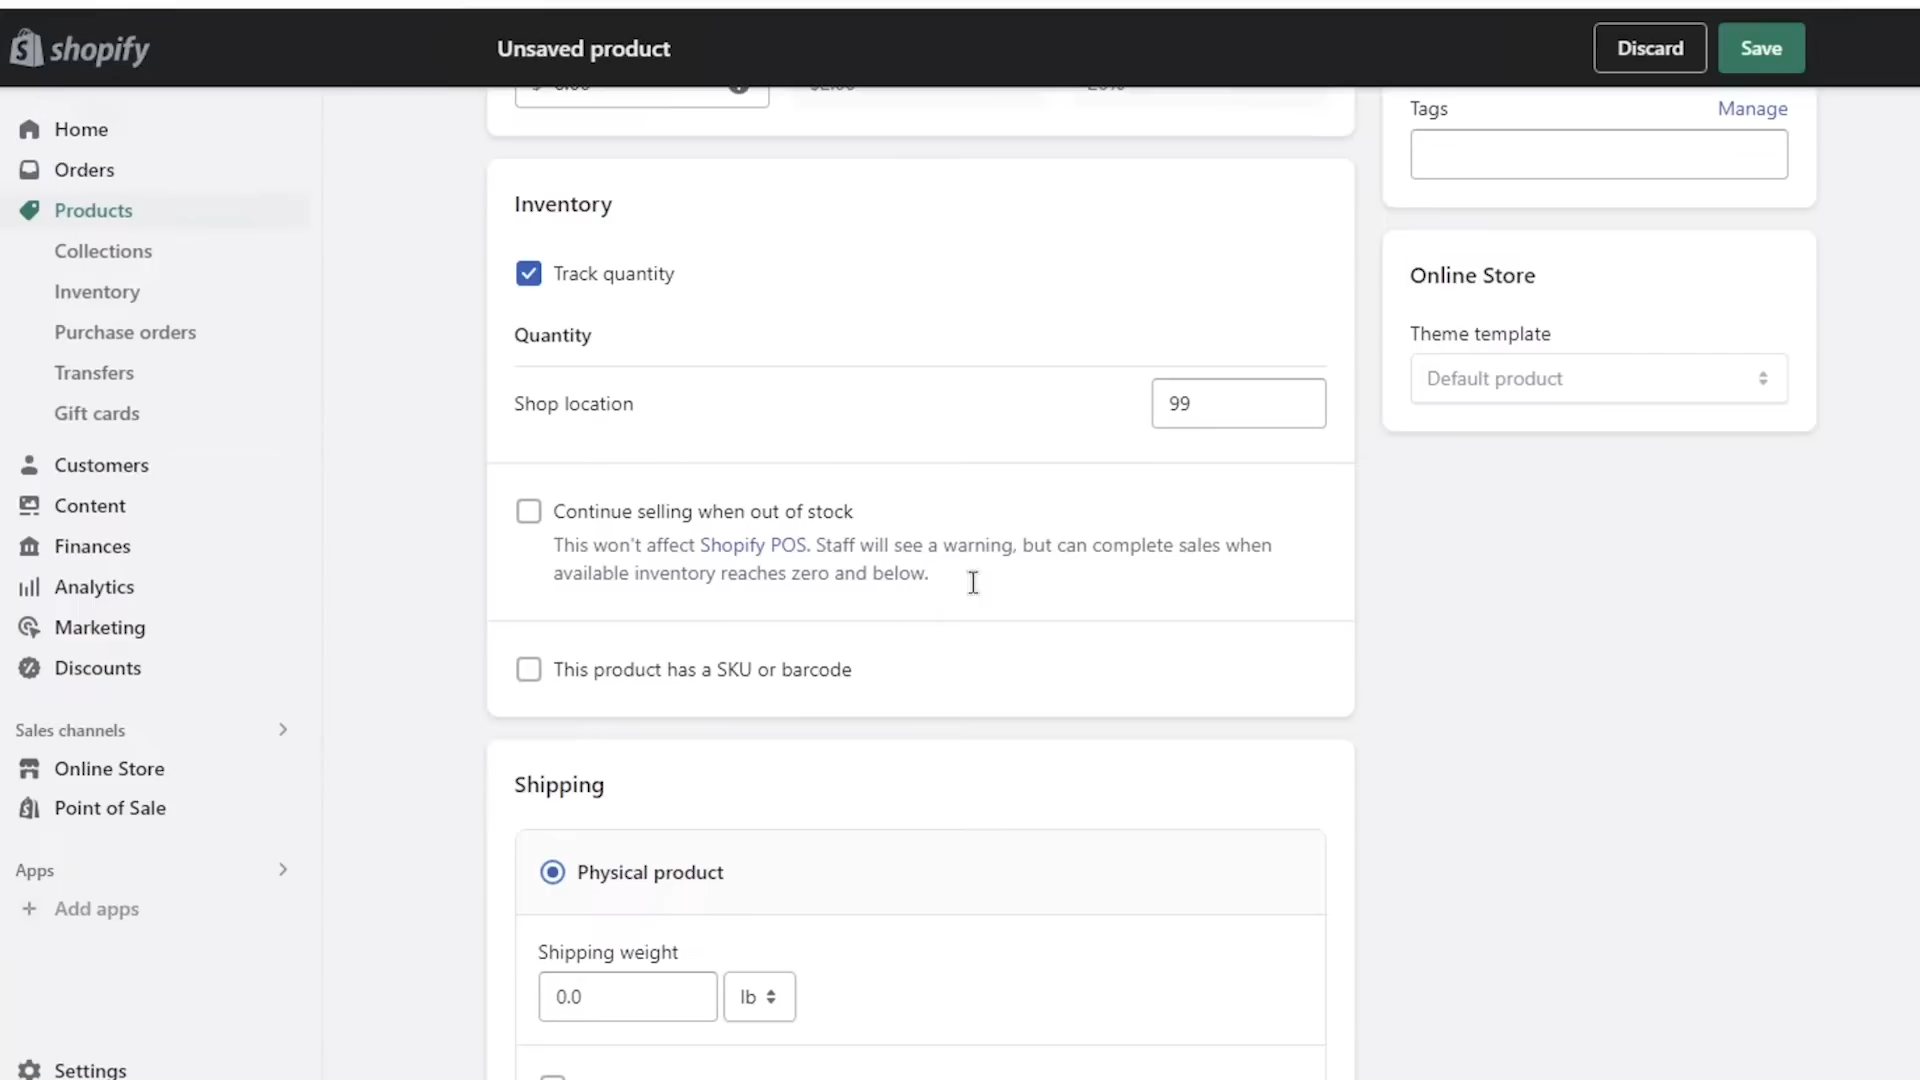 shopify
Unsaved product
Discard
Save
Home
Orders
Products
Collections
Inventory
Purchase orders
Transfers
Gift cards
Customers
Content
Finances
Analytics
Marketing
Discounts
Sales channels
Online Store
Point of Sale
Apps
+ Add apps
Settings
Inventory
Track quantity
Quantity
Shop location
99
Continue selling when out of stock
This won't affect Shopify POS. Staff will see a warning, but can complete sales when
available inventory reaches zero and below.
This product has a SKU or barcode
Shipping
Physical product
Shipping weight
0.0
lb
Tags
Manage
Online Store
Theme template
Default product